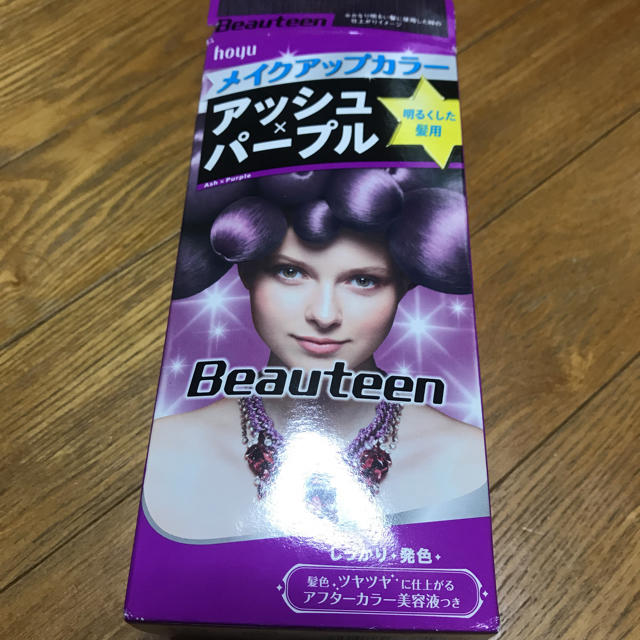 Beauteen
hoyu
メイクアップカラー
アッシュ
×
パープル
Ash×Purple
明るくした
髪用
Beauteen
しっかり 発色
髪色、ツヤツヤ に仕上がる
アフターカラー美容液つき